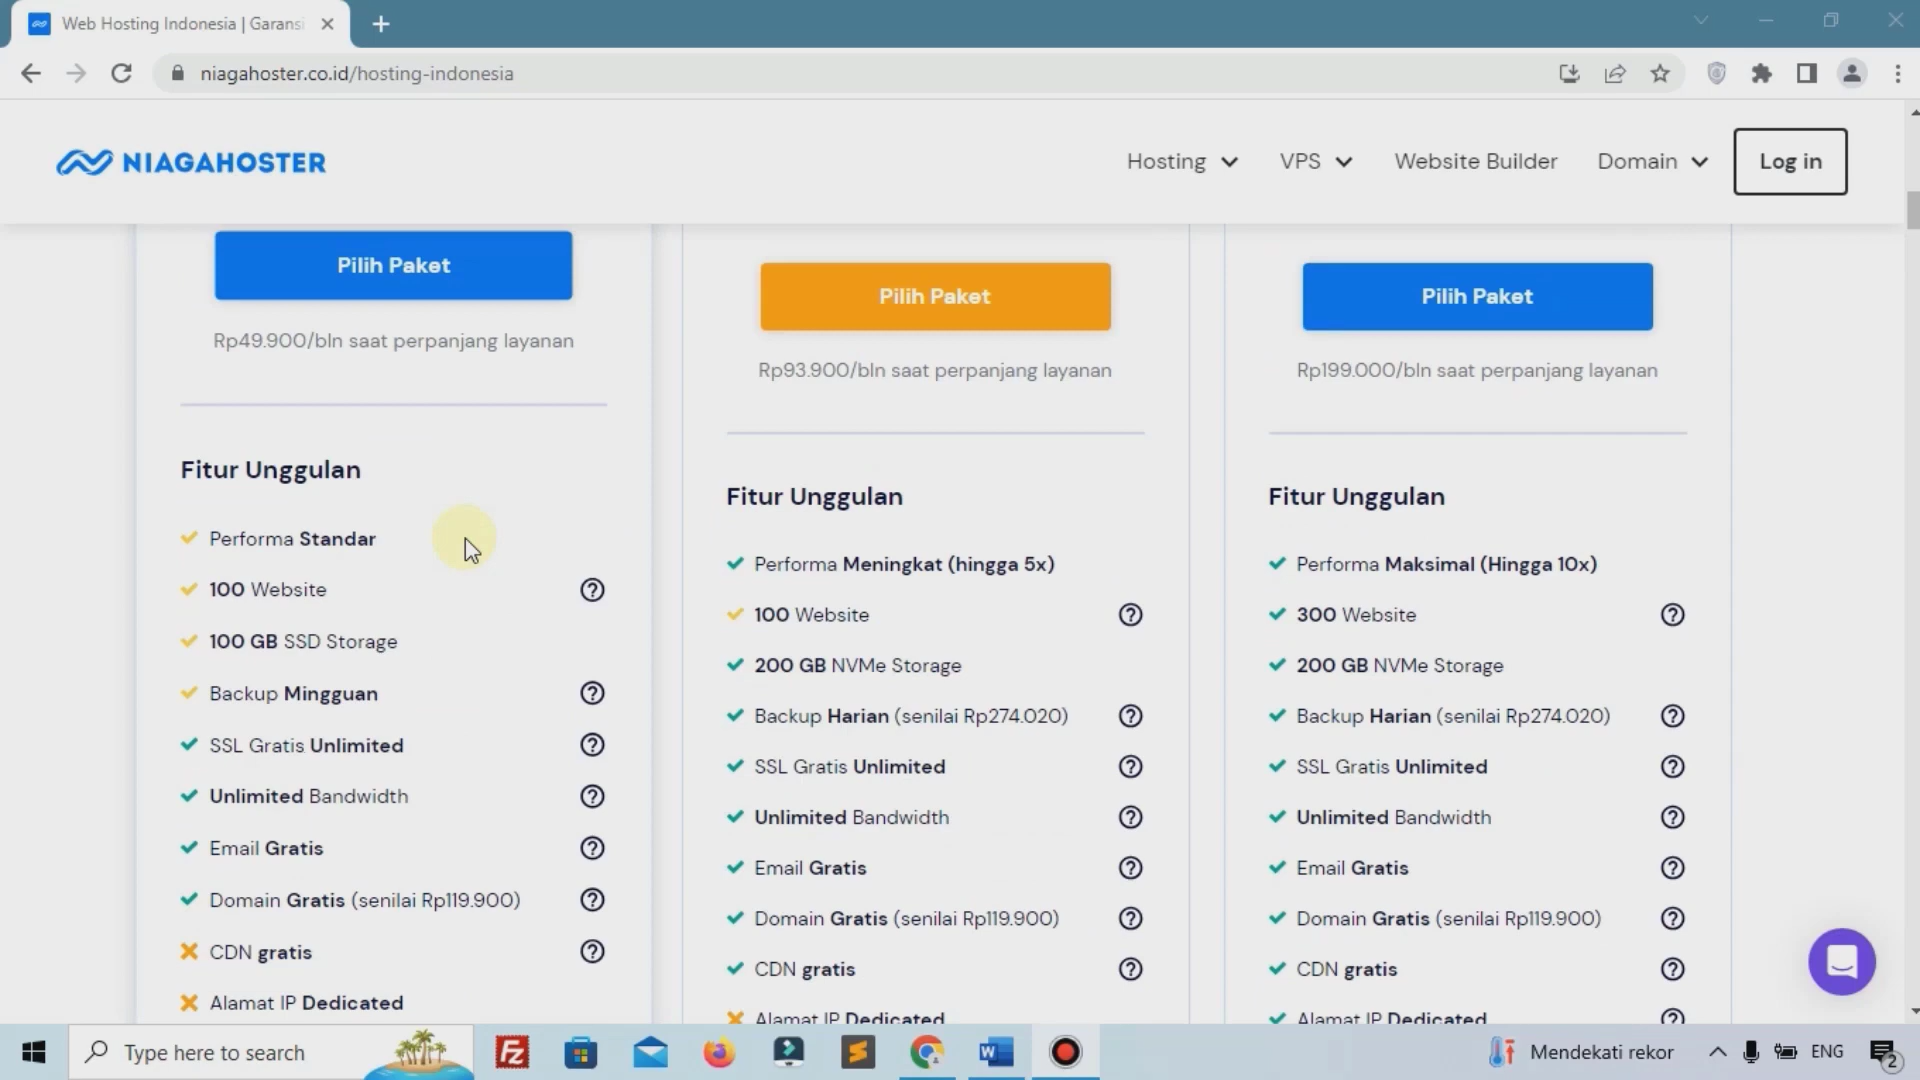 Web Hosting Indonesia | Garansi
niagahoster.co.id/hosting-indonesia
NIAGAHOSTER
Hosting
VPS
Website Builder
Domain
Log in
Pilih Paket
Rp49.900/bln saat perpanjang layanan
Fitur Unggulan
Performa Standar
100 Website
100 GB SSD Storage
Backup Mingguan
SSL Gratis Unlimited
Unlimited Bandwidth
Email Gratis
Domain Gratis (senilai Rp119.900)
CDN gratis
Alamat IP Dedicated
Pilih Paket
Rp93.900/bln saat perpanjang layanan
Fitur Unggulan
Performa Meningkat (hingga 5x)
100 Website
200 GB NVMe Storage
Backup Harian (senilai Rp274.020)
SSL Gratis Unlimited
Unlimited Bandwidth
Email Gratis
Domain Gratis (senilai Rp119.900)
CDN gratis
Alamat IP Dedicated
Pilih Paket
Rp199.000/bln saat perpanjang layanan
Fitur Unggulan
Performa Maksimal (Hingga 10x)
300 Website
200 GB NVMe Storage
Backup Harian (senilai Rp274.020)
SSL Gratis Unlimited
Unlimited Bandwidth
Email Gratis
Domain Gratis (senilai Rp119.900)
CDN gratis
Alamat IP Dedicated
Type here to search
Mendekati rekor
ENG
2